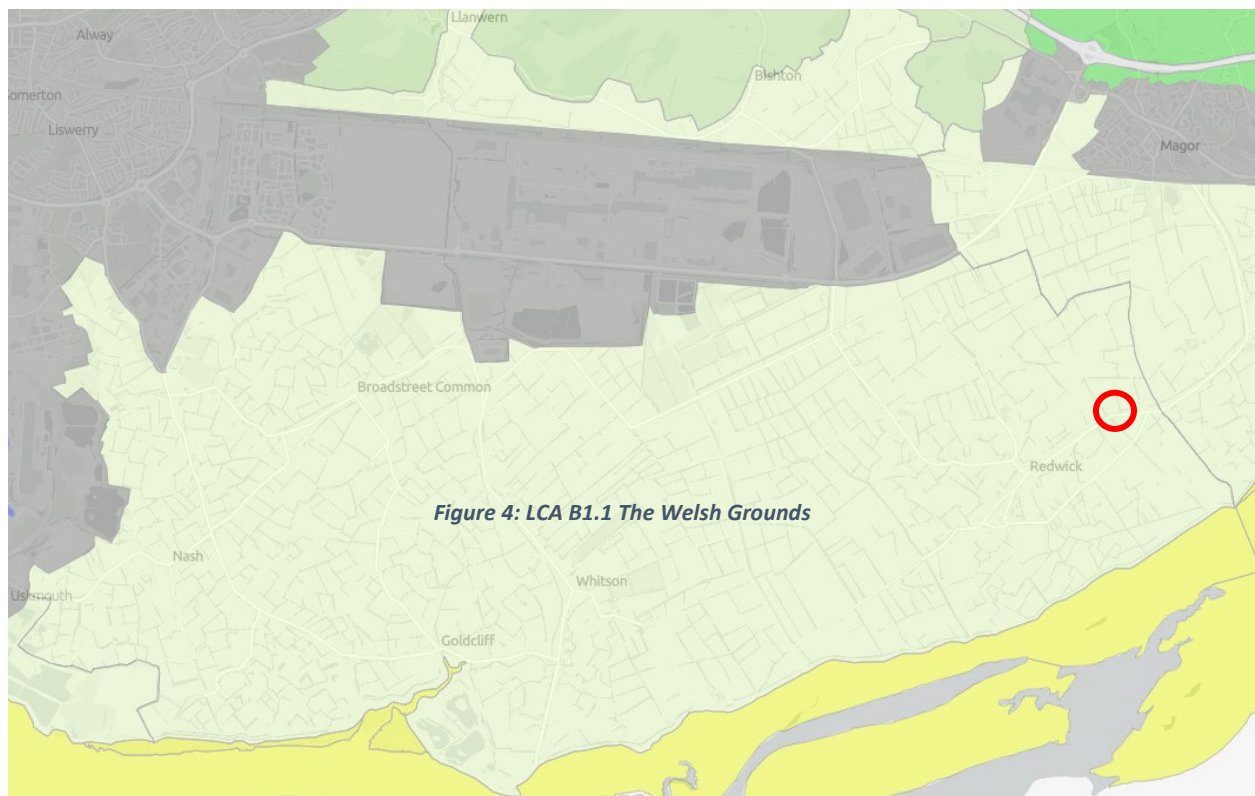 Llanwern
Alway
Bishton
Somerton
Liswerry
Magor
Broadstreet Common
Redwick
Figure 4: LCA B1.1 The Welsh Grounds
Nash
Whitson
Uskmouth
Goldcliff